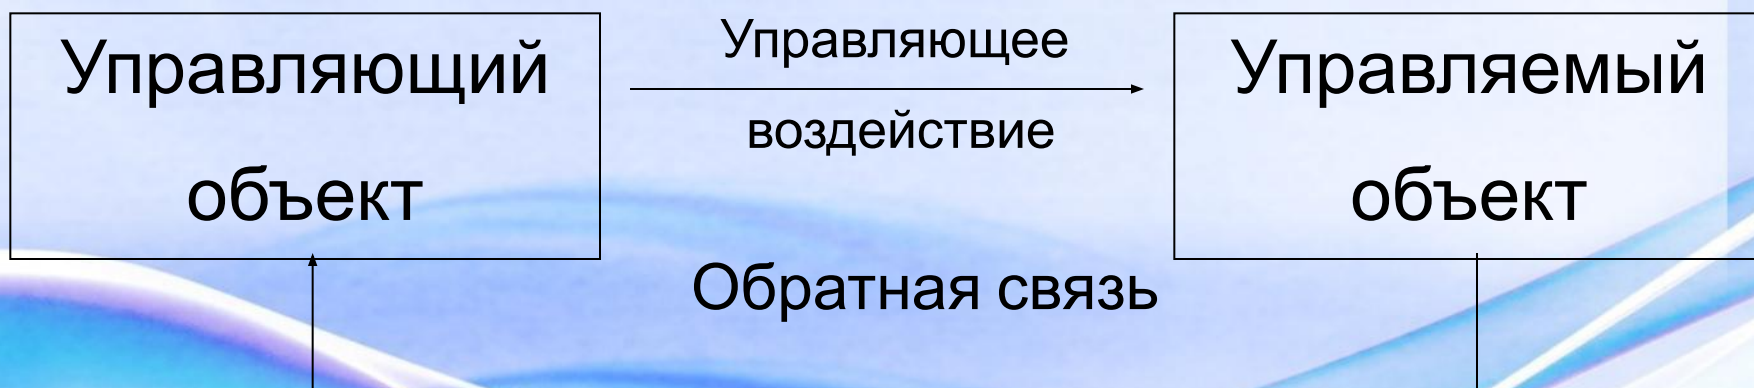 Управляющий
объект
Управляющее
воздействие
Управляемый
объект
Обратная связь